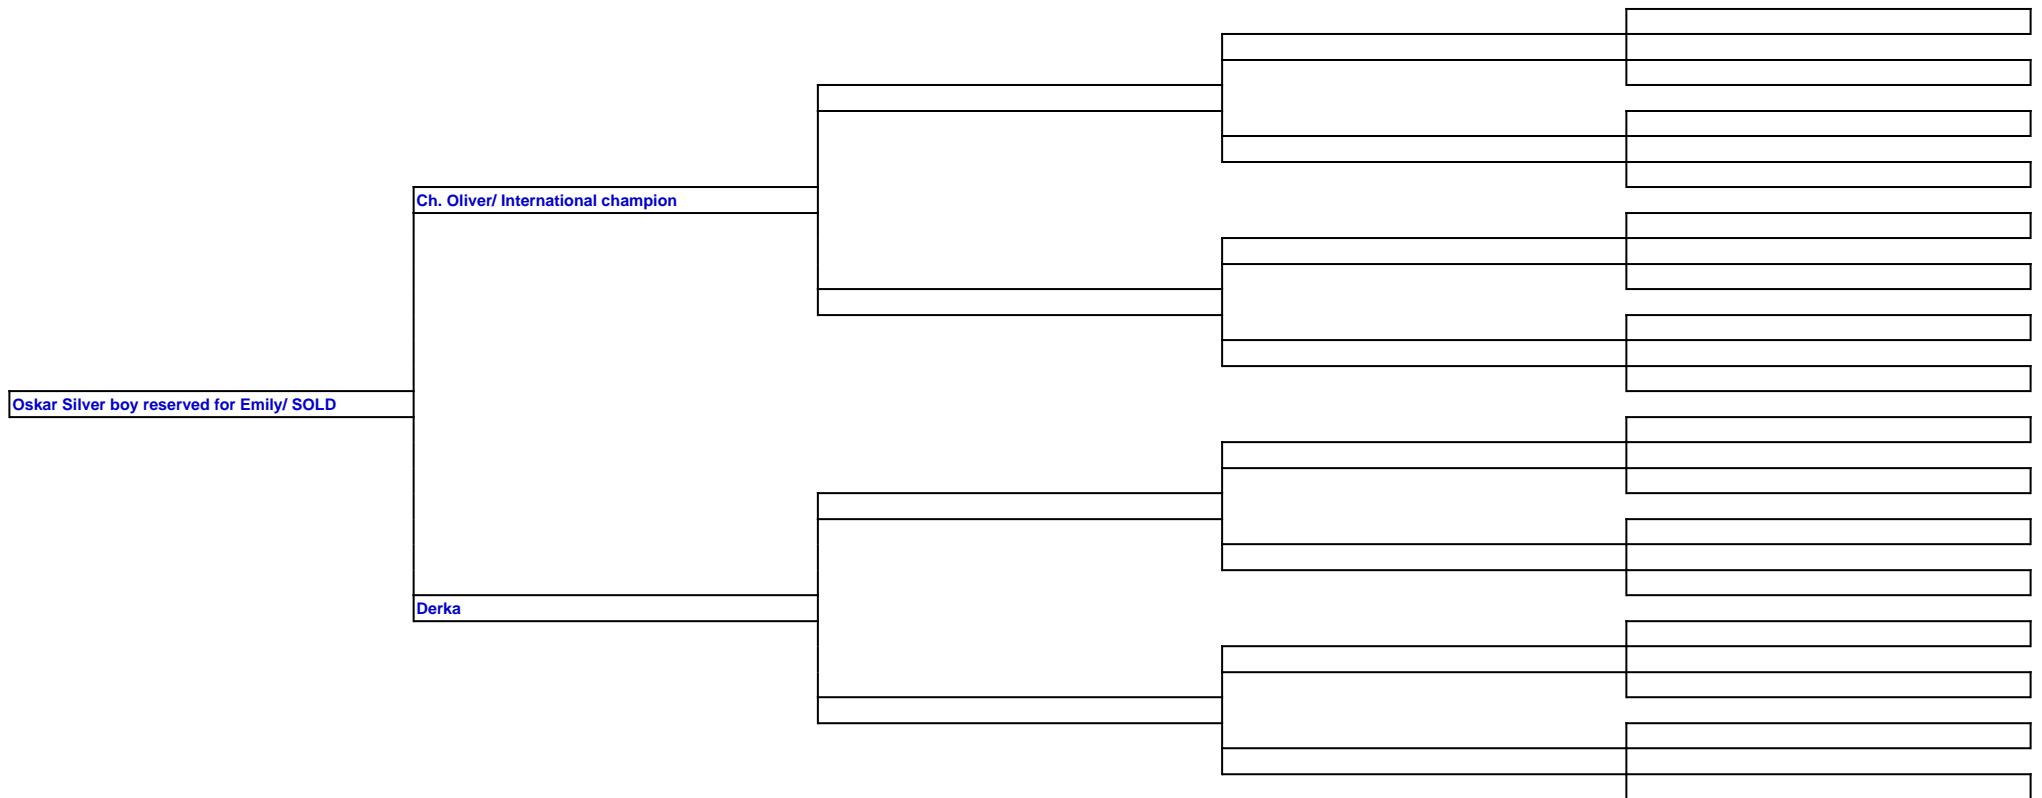 Ch. Oliver/ International champion
Oskar Silver boy reserved for Emily/ SOLD
Derka